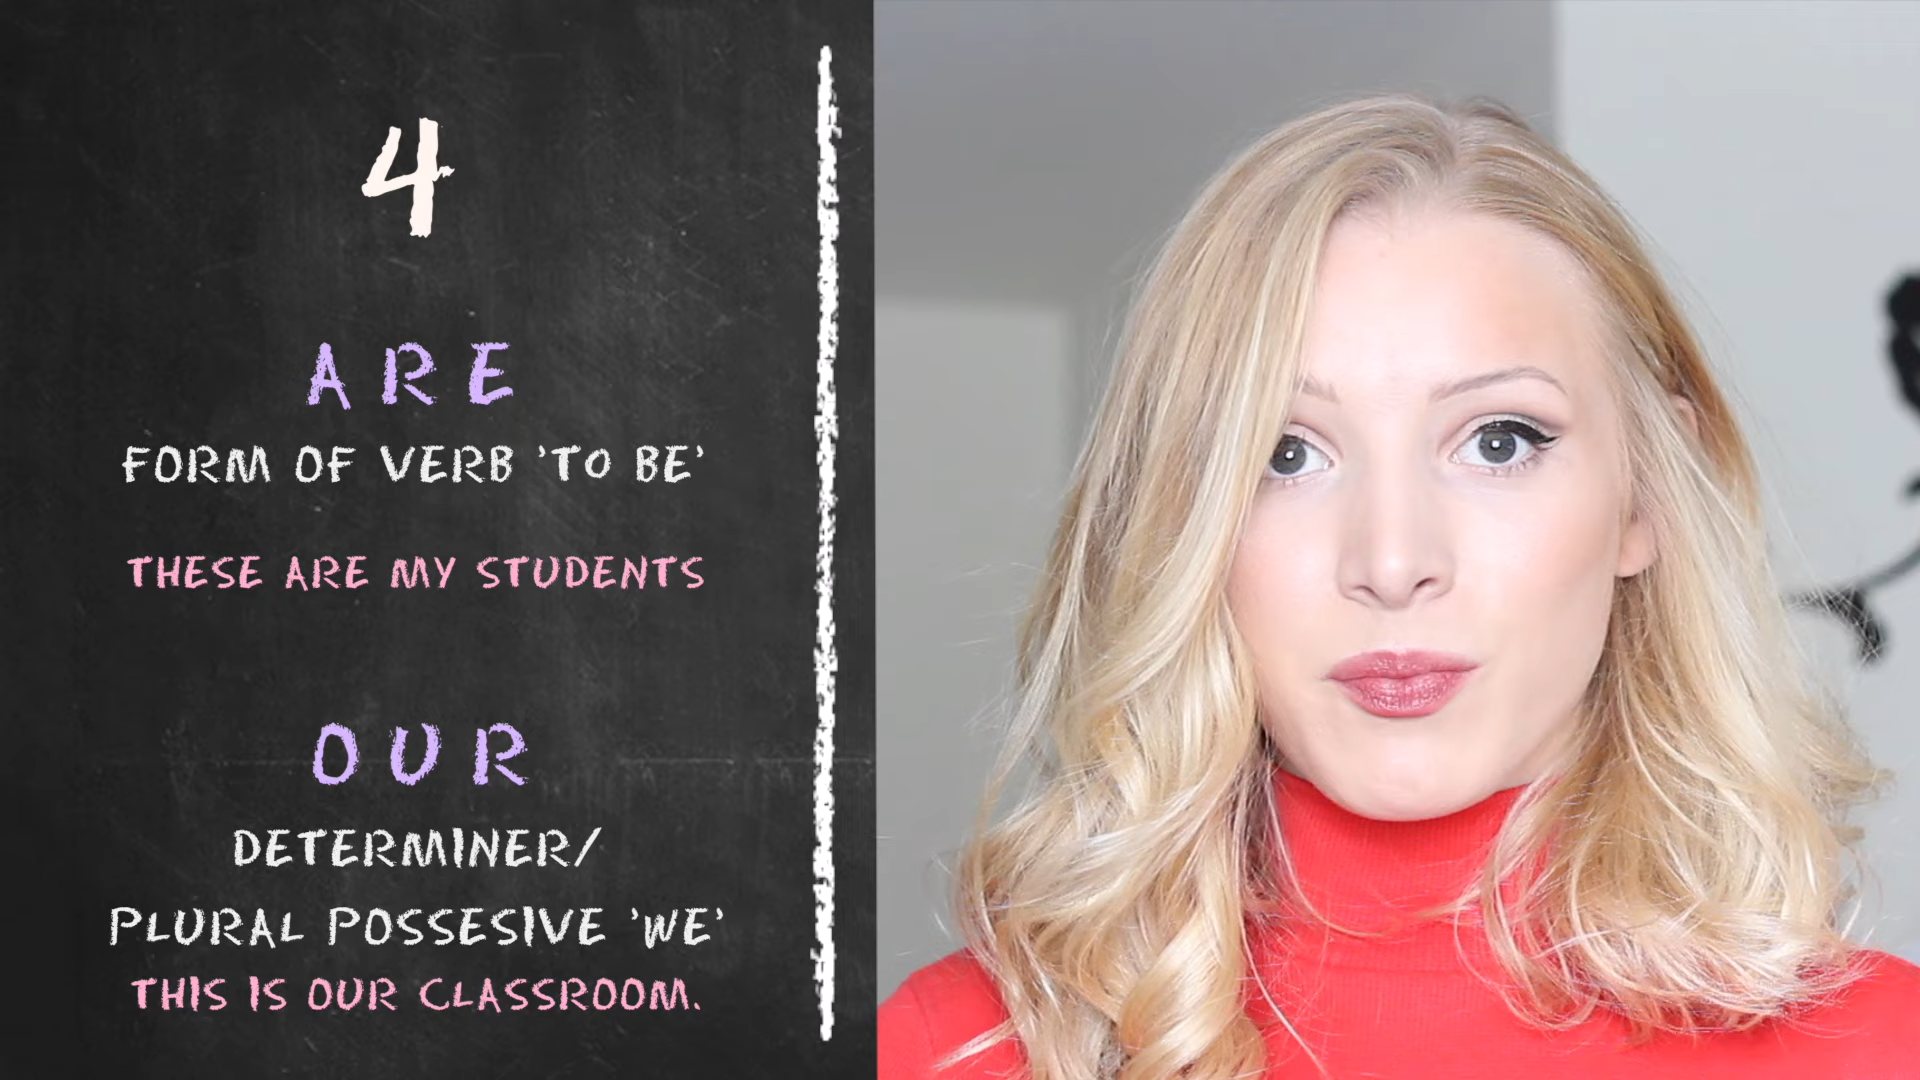 4
ARE
FORM OF VERB 'TO BE'
THESE ARE MY STUDENTS
OUR
DETERMINER/
PLURAL POSSESIVE 'WE'
THIS IS OUR CLASSROOM.